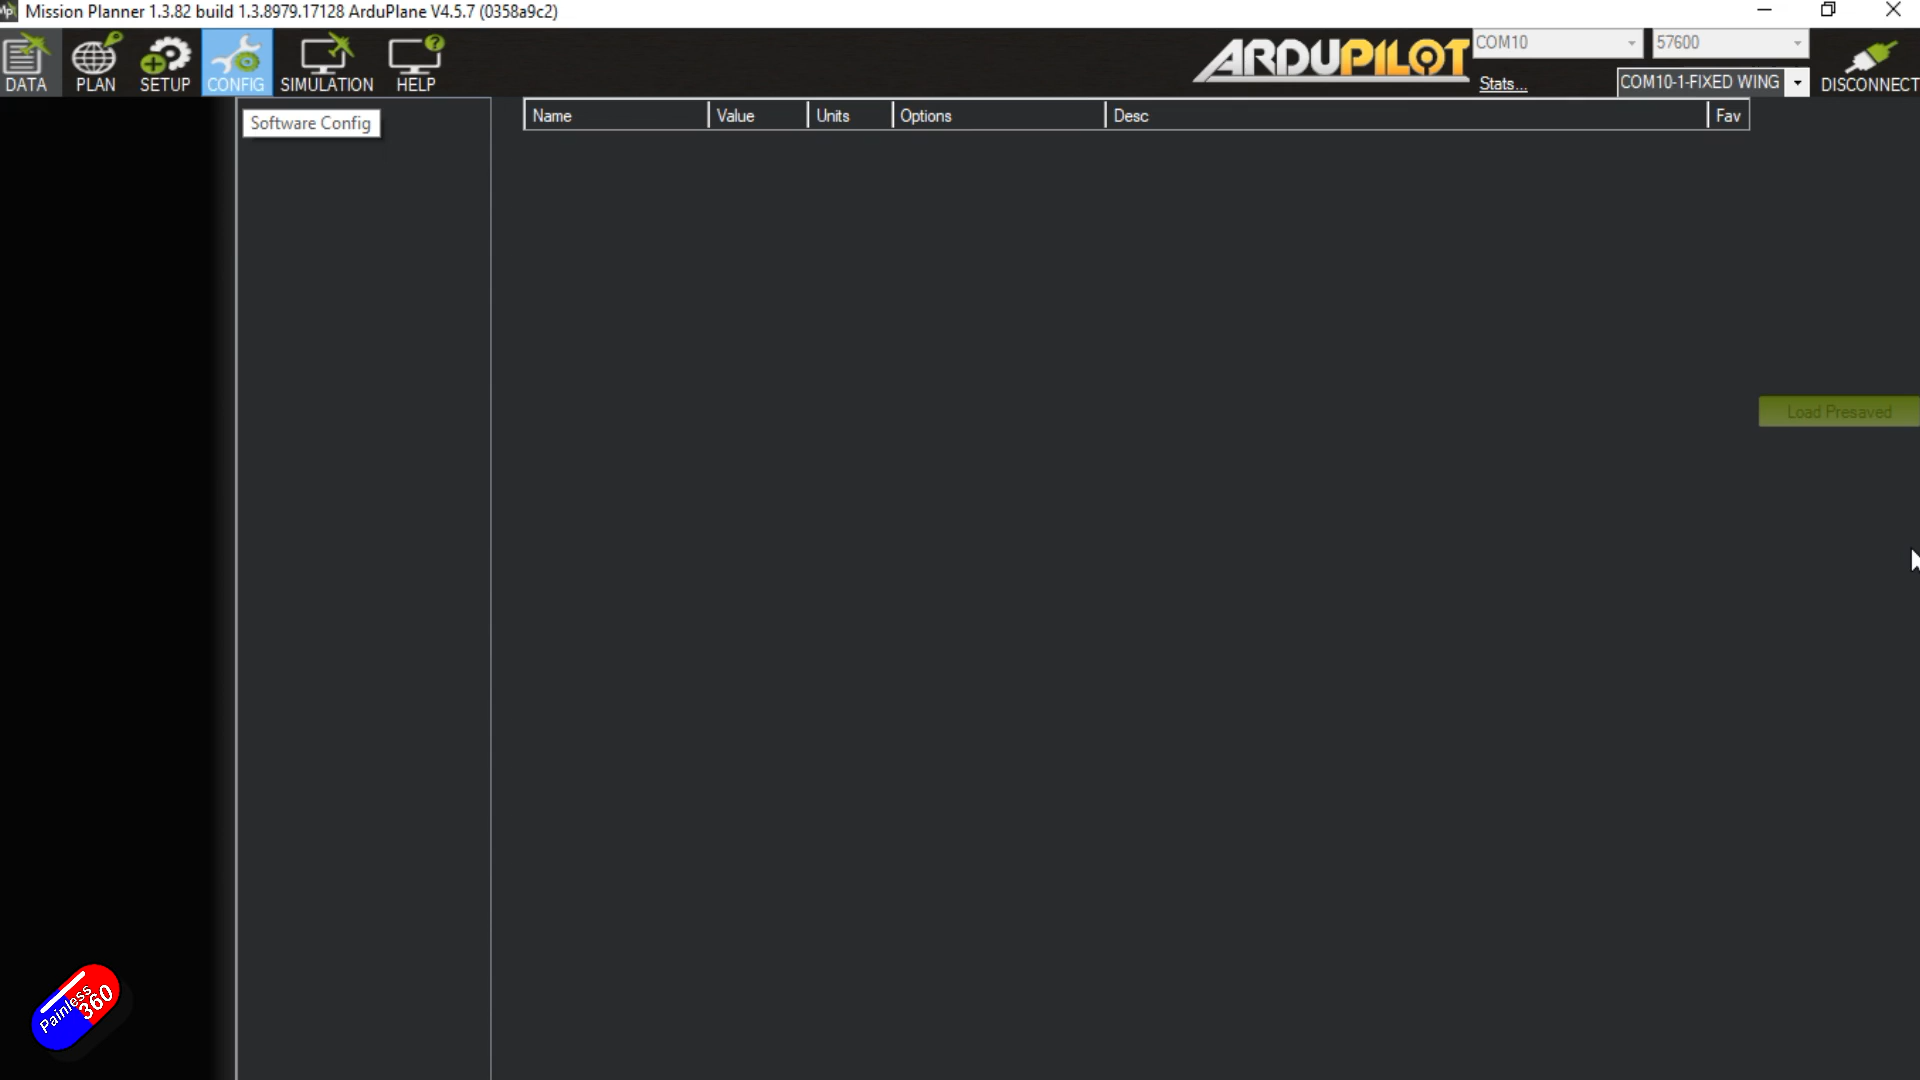 Mission Planner 1.3.82 build 1.3.8979.17128 ArduPlane V4.5.7 (0358a9c2)
DATA
PLAN
SETUP
CONFIG
SIMULATION
HELP
ARDUPILOT
COM10
57600
Stats...
COM10-1-FIXED WING
DISCONNECT
Software Config
Name
Value
Units
Options
Desc
Fav
Load Presaved
Painless
360